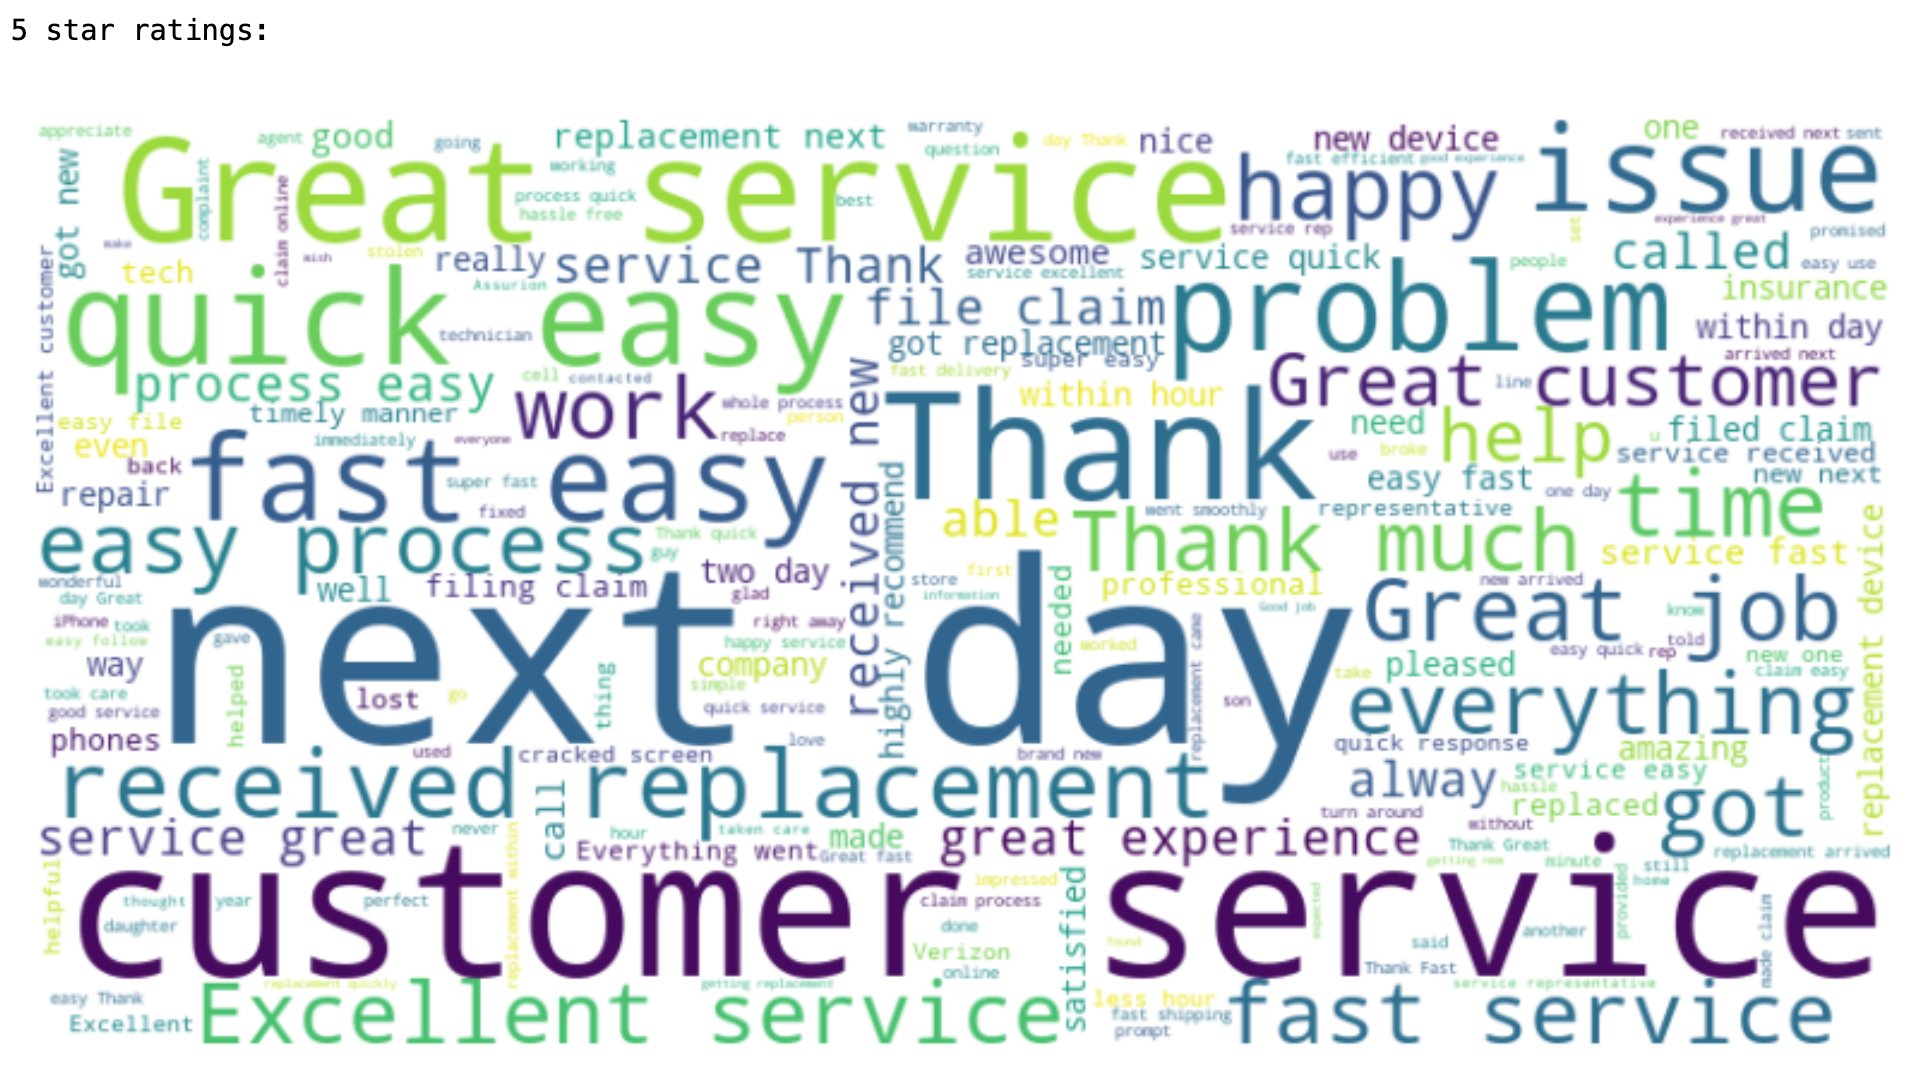 5 star ratings:
appreciate
agent
good
going
replacement next
warranty
question
day Thank
nice
new device
one
received next
sent
fast efficient
good experience
issue
Great service
happy
working
process quick
hassle free
best
complaint
claim online
got new
service rep
experience great
set
promised
make
wish
stolen
tech
really
service Thank
awesome
service excellent
service quick
people
called
easy use
Assurion
quick easy
technician
file claim
problem
insurance
within day
got replacement
super easy
arrived next
Excellent customer
process easy
cell
contacted
fast delivery
Great customer
line
timely manner
work
whole process
person
within hour
Thank
easy file
even
immediately
everyone
replace
received new
need
help
u
filed claim
use
broke
service received
back
fast easy
super fast
highly recommend
easy fast
new next
one day
time
repair
fixed
able
went smoothly
representative
easy process
Thank quick
guy
Thank much
service fast
replacement device
wonderful
well
filing claim
two day
glad
store
first
information
needed
professional
new arrived
Good job
Great job
day Great
iPhone
took
easy follow
gave
right away
happy service
know
told
easy quick
rep
new one
way
next day
company
worked
replacement came
take
pleased
claim easy
took care
helped
lost
go
thing
simple
quick service
son
everything
good service
phones
used
cracked screen
love
brand new
quick response
amazing
received replacement
alway
service easy
hassle
replaced
got
product
call
turn around
without
service great
never
hour
taken care
made
great experience
Thank Great
replacement arrived
Everything went
Great fast
getting new
minute
still
home
helpful
replacement within
customer service
thought
year
perfect
impressed
claim process
satisfied
expected
provided
made claim
daughter
done
Verizon
found
said
another
online
Thank Fast
replacement quickly
getting replacement
service representative
easy Thank
Excellent
Excellent service
less hour
fast shipping
prompt
fast service